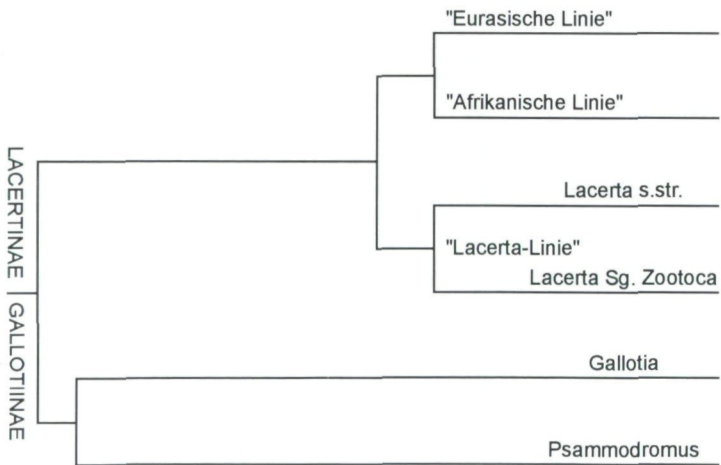 "Eurasische Linie"
"Afrikanische Linie"
LACERTINAE
Lacerta s.str.
"Lacerta-Linie"
Lacerta Sg. Zootoca
GALLOTIINAE
Gallotia
Psammodromus